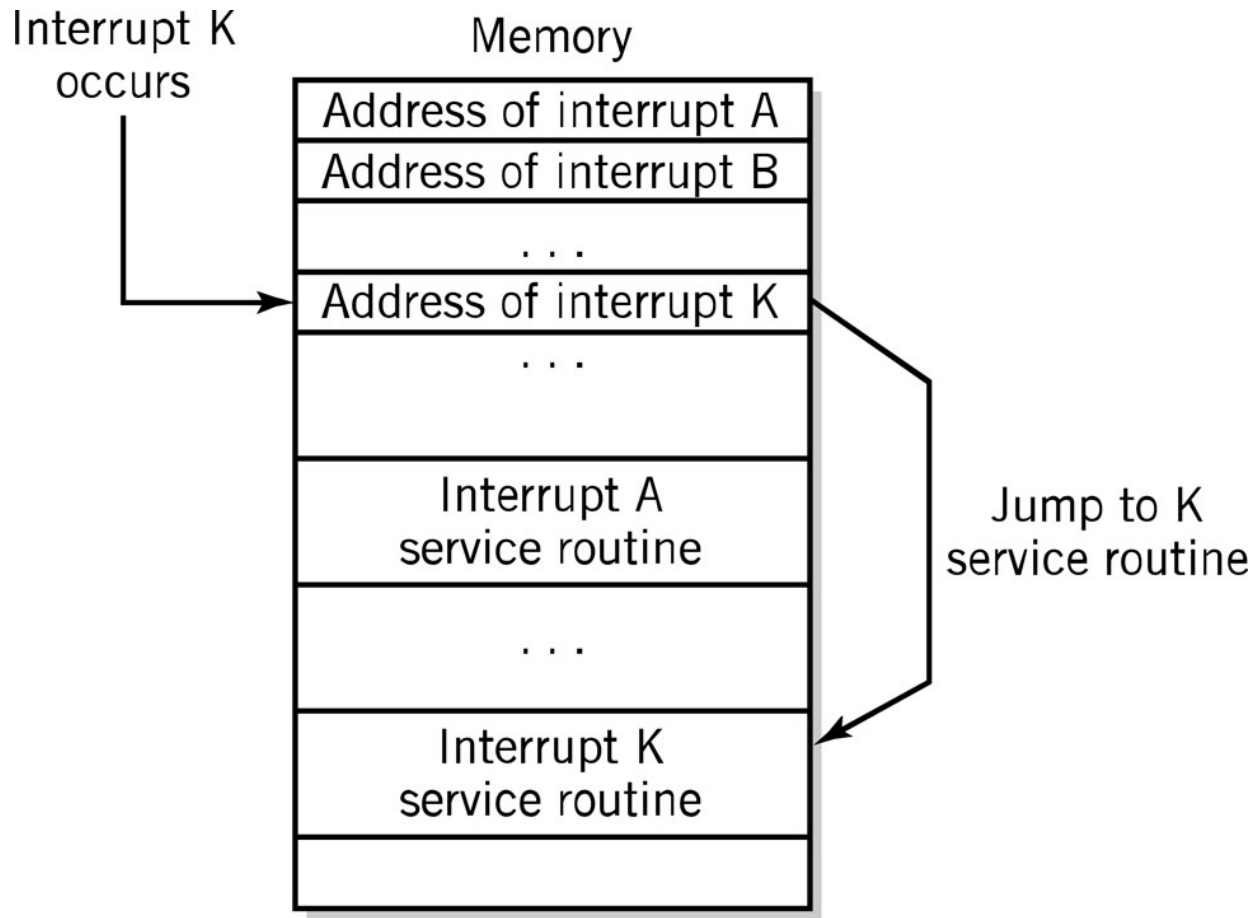 Interrupt K
occurs
Memory
Address of interrupt A
Address of interrupt B
. . .
Address of interrupt K
. . .
Interrupt A
service routine
. . .
Jump to K
service routine
Interrupt K
service routine